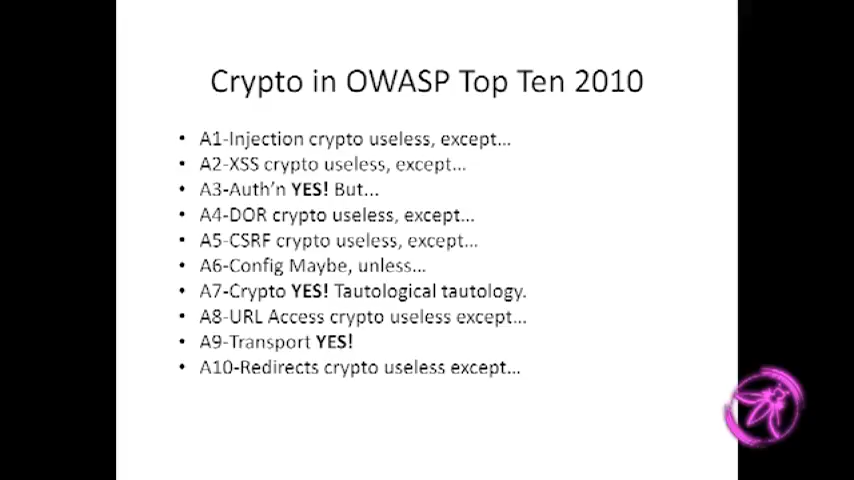 Crypto in OWASP Top Ten 2010
• A1-Injection crypto useless, except...
• A2-XSS crypto useless, except...
• A3-Auth'n YES! But...
• A4-DOR crypto useless, except...
• A5-CSRF crypto useless, except...
• A6-Config Maybe, unless...
• A7-Crypto YES! Tautological tautology.
• A8-URL Access crypto useless except...
• A9-Transport YES!
• A10-Redirects crypto useless except...